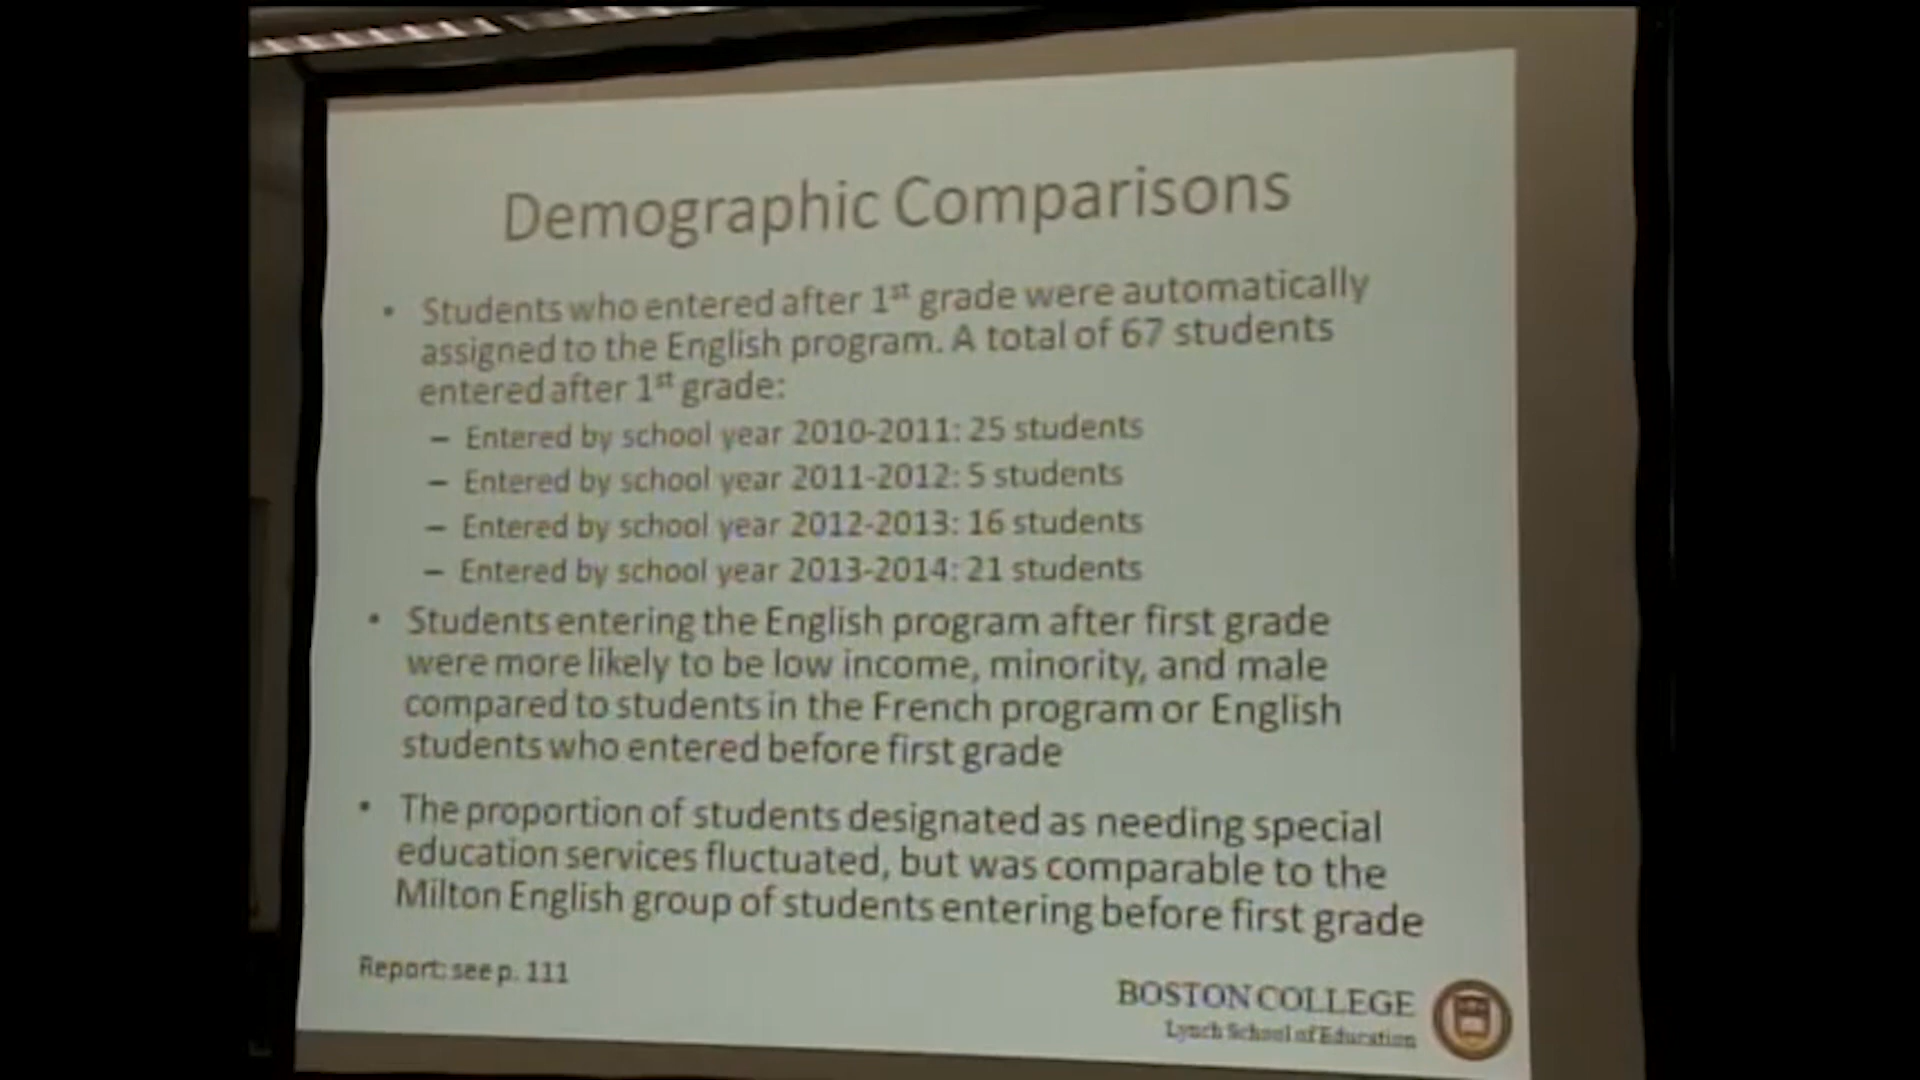 Demographic Comparisons
• Students who entered after 1st grade were automatically
assigned to the English program. A total of 67 students
entered after 1st grade:
– Entered by school year 2010-2011: 25 students
– Entered by school year 2011-2012: 5 students
– Entered by school year 2012-2013: 16 students
– Entered by school year 2013-2014: 21 students
• Students entering the English program after first grade
were more likely to be low income, minority, and male
compared to students in the French program or English
students who entered before first grade
• The proportion of students designated as needing special
education services fluctuated, but was comparable to the
Milton English group of students entering before first grade
Report: see p. 111
BOSTON COLLEGE
Lynch School of Education